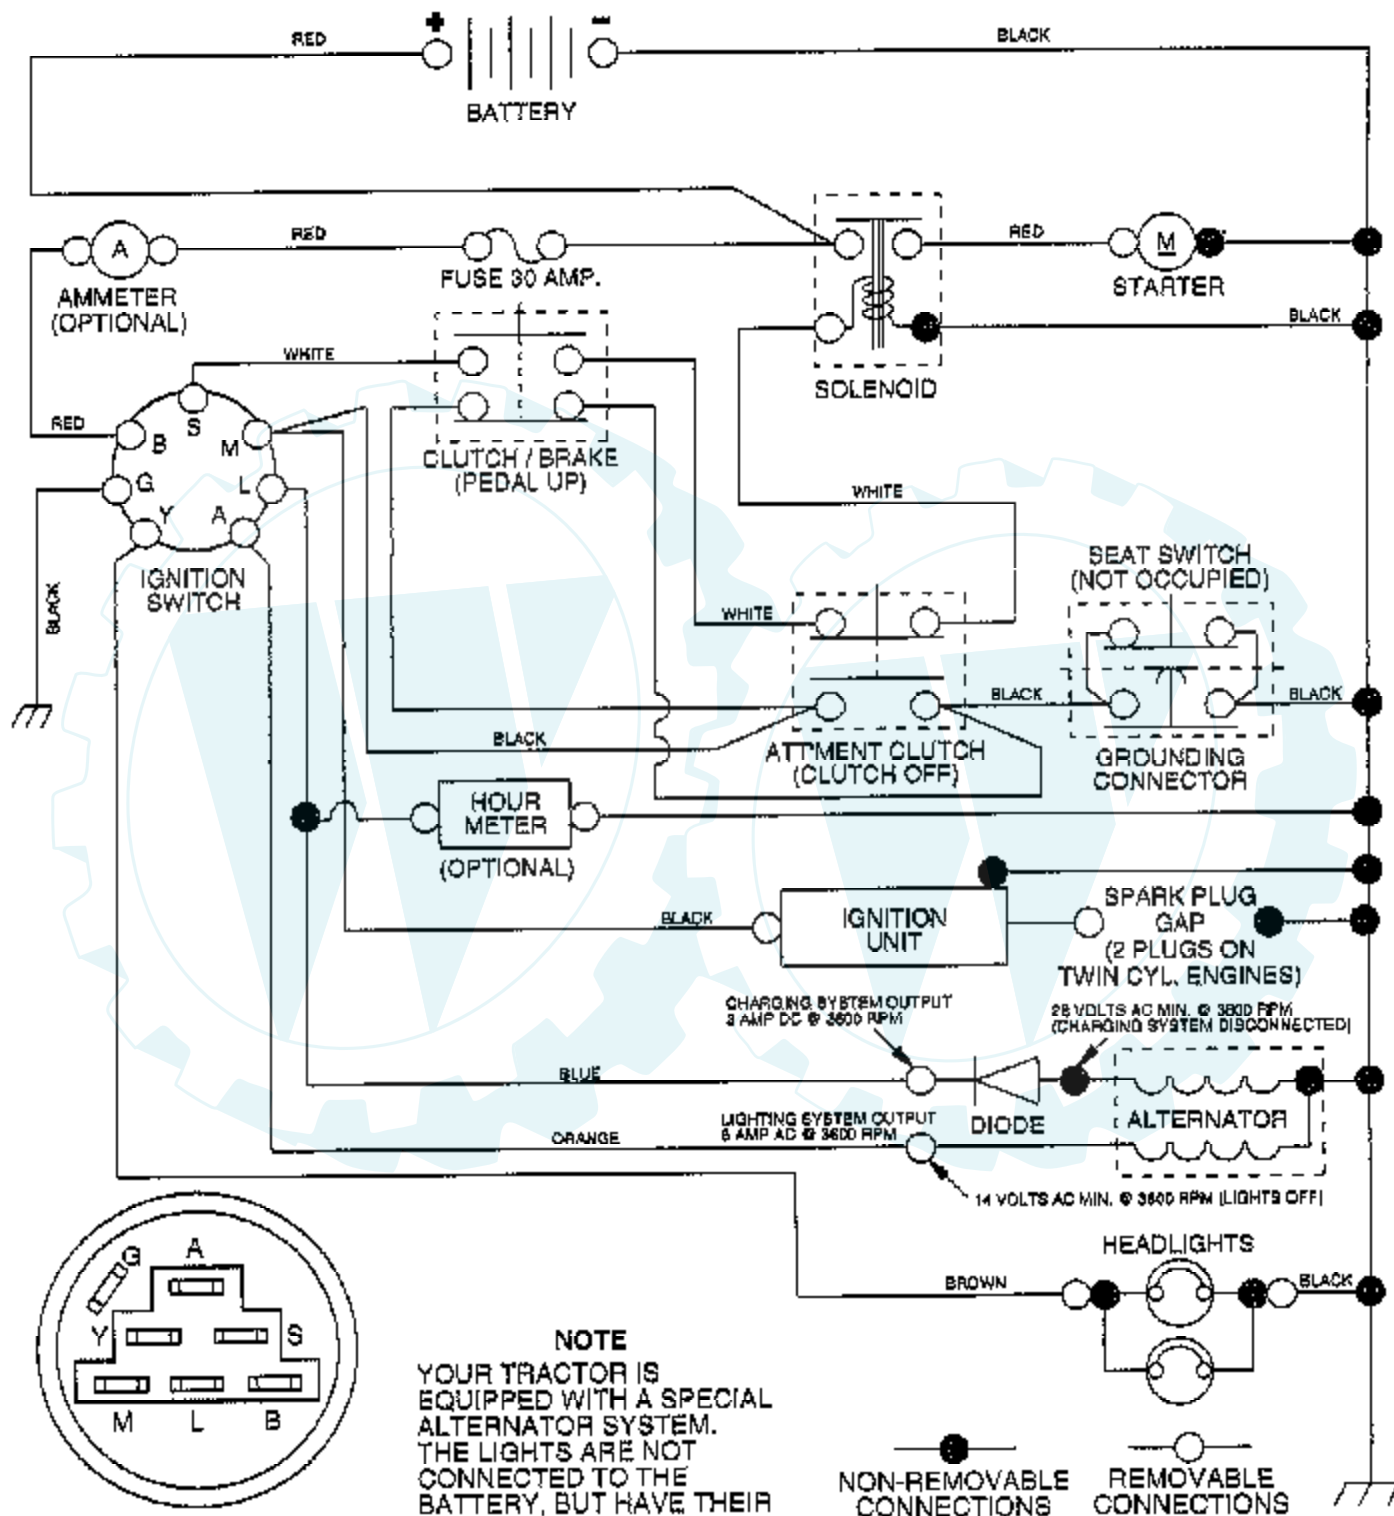 +
-
RED
BLACK
BATTERY
A
RED
RED
M
FUSE 30 AMP.
STARTER
AMMETER
(OPTIONAL)
BLACK
WHITE
SOLENOID
RED
B
S
M
CLUTCH / BRAKE
(PEDAL UP)
G
L
WHITE
Y
A
IGNITION
SWITCH
BLACK
SEAT SWITCH
(NOT OCCUPIED)
WHITE
BLACK
BLACK
BLACK
ATT'MENT CLUTCH
(CLUTCH OFF)
GROUNDING
CONNECTOR
HOUR
METER
(OPTIONAL)
BLACK
IGNITION
UNIT
SPARK PLUG
GAP
(2 PLUGS ON
TWIN CYL. ENGINES)
CHARGING SYSTEM OUTPUT
3 AMP DC @ 3600 RPM
28 VOLTS AC MIN. @ 3600 RPM
(CHARGING SYSTEM DISCONNECTED)
BLUE
DIODE
ALTERNATOR
LIGHTING SYSTEM OUTPUT
5 AMP AC @ 3600 RPM
ORANGE
14 VOLTS AC MIN. @ 3600 RPM (LIGHTS OFF)
HEADLIGHTS
BROWN
BLACK
G
A
Y
S
M
L
B
NOTE
YOUR TRACTOR IS
EQUIPPED WITH A SPECIAL
ALTERNATOR SYSTEM.
THE LIGHTS ARE NOT
CONNECTED TO THE
BATTERY, BUT HAVE THEIR
NON-REMOVABLE
CONNECTIONS
REMOVABLE
CONNECTIONS